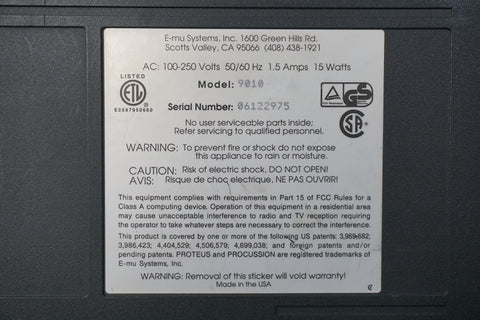 E-mu Systems, Inc. 1600 Green Hills Rd.
Scotts Valley, CA 95066 (408) 438-1921
AC: 100-250 Volts 50/60 Hz 1.5 Amps 15 Watts
LISTED
ETL
Model: 9010
Serial Number: 06122975
GS
SA
No user serviceable parts inside;
Refer servicing to qualified personnel.
WARNING: To prevent fire or shock do not expose
this appliance to rain or moisture.
CAUTION: Risk of electric shock, DO NOT OPEN!
AVIS: Risque de choc electrique, NE PAS OUVRIR!
This equipment complies with requirements in Part 15 of FCC Rules for a
Class A computing device. Operation of this equipment in a residential area
may cause unacceptable interference to radio and TV reception requiring
the operator to take whatever steps are necessary to correct the interference.
This product is covered by one or more of the following US patents: 3,969,682;
3,986,423; 4,404,529; 4,506,579; 4,699,038; and foreign patents and/or
pending patents. PROTEUS and PROCUSSION are registered trademarks of
E-mu Systems, Inc.
WARNING: Removal of this sticker will void warranty!
Made in the USA